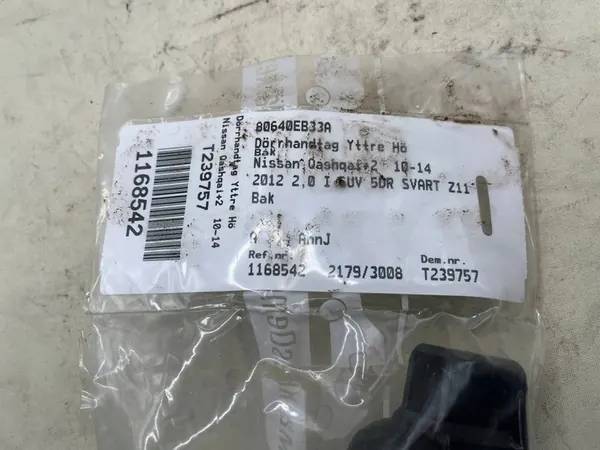 80640EB33A
Dörrhandtag Yttre Hö
Bak
Nissan Qashqai+2 10-14
2012 2,0 I SUV 5DR SVART Z11
Bak
A AnnJ
Ref.nr. Dem.nr.
1168542 2179/3008 T239757
Dörrhandtag Yttre Hö
Nissan Qashqai+2 10-14
T239757
1168542